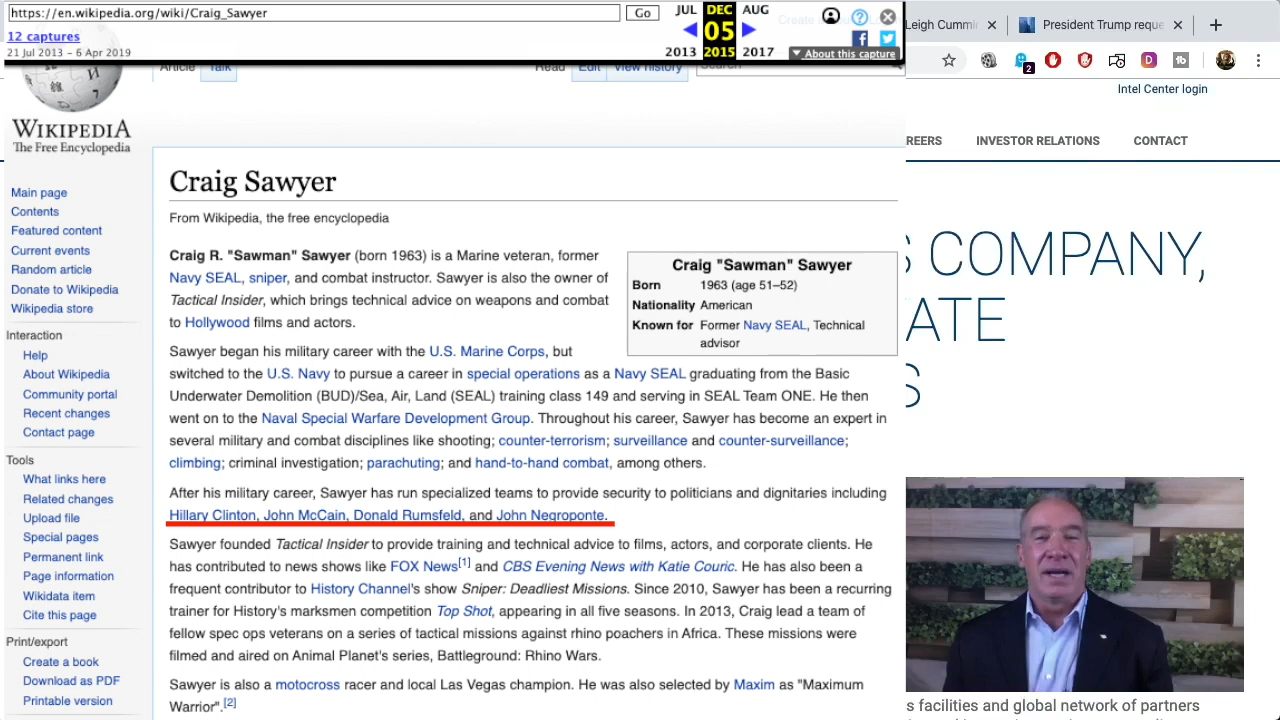 https://en.wikipedia.org/wiki/Craig_Sawyer
Go
JUL DEC AUG
12 captures
05
21 Jul 2013 – 6 Apr 2019
2013 2015 2017
▼ About this capture
Leigh Cummin
President Trump reque
2
Intel Center login
REERS INVESTOR RELATIONS CONTACT
Article Talk
Read Edit View history
Search
WIKIPEDIA
The Free Encyclopedia
Main page
Contents
Featured content
Current events
Random article
Donate to Wikipedia
Wikipedia store
Interaction
Help
About Wikipedia
Community portal
Recent changes
Contact page
Tools
What links here
Related changes
Upload file
Special pages
Permanent link
Page information
Wikidata item
Cite this page
Print/export
Create a book
Download as PDF
Printable version
Craig Sawyer
From Wikipedia, the free encyclopedia
Craig R. "Sawman" Sawyer (born 1963) is a Marine veteran, former
Navy SEAL, sniper, and combat instructor. Sawyer is also the owner of
Tactical Insider, which brings technical advice on weapons and combat
to Hollywood films and actors.
Craig "Sawman" Sawyer
Born 1963 (age 51–52)
Nationality American
Known for Former Navy SEAL, Technical
advisor
Sawyer began his military career with the U.S. Marine Corps, but
switched to the U.S. Navy to pursue a career in special operations as a Navy SEAL graduating from the Basic
Underwater Demolition (BUD)/Sea, Air, Land (SEAL) training class 149 and serving in SEAL Team ONE. He then
went on to the Naval Special Warfare Development Group. Throughout his career, Sawyer has become an expert in
several military and combat disciplines like shooting; counter-terrorism; surveillance and counter-surveillance;
climbing; criminal investigation; parachuting; and hand-to-hand combat, among others.
After his military career, Sawyer has run specialized teams to provide security to politicians and dignitaries including
Hillary Clinton, John McCain, Donald Rumsfeld, and John Negroponte.
Sawyer founded Tactical Insider to provide training and technical advice to films, actors, and corporate clients. He
has contributed to news shows like FOX News[1] and CBS Evening News with Katie Couric. He has also been a
frequent contributor to History Channel's show Sniper: Deadliest Missions. Since 2010, Sawyer has been a recurring
trainer for History's marksmen competition Top Shot, appearing in all five seasons. In 2013, Craig lead a team of
fellow spec ops veterans on a series of tactical missions against rhino poachers in Africa. These missions were
filmed and aired on Animal Planet's series, Battleground: Rhino Wars.
Sawyer is also a motocross racer and local Las Vegas champion. He was also selected by Maxim as "Maximum
Warrior".[2]
S COMPANY,
ATE
S
s facilities and global network of partners